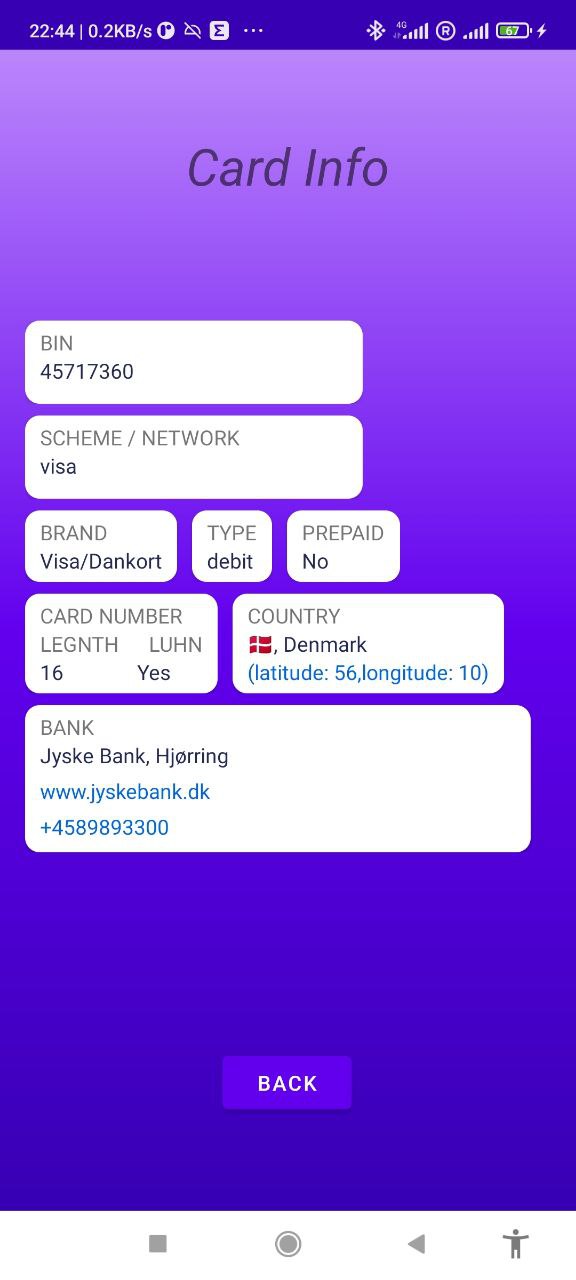 22:44 | 0.2KB/s ... 4G R 67
Card Info
BIN
45717360
SCHEME / NETWORK
visa
BRAND TYPE PREPAID
Visa/Dankort debit No
CARD NUMBER COUNTRY
LEGNTH LUHN 🇩🇰, Denmark
16 Yes (latitude: 56,longitude: 10)
BANK
Jyske Bank, Hjørring
www.jyskebank.dk
+4589893300
BACK